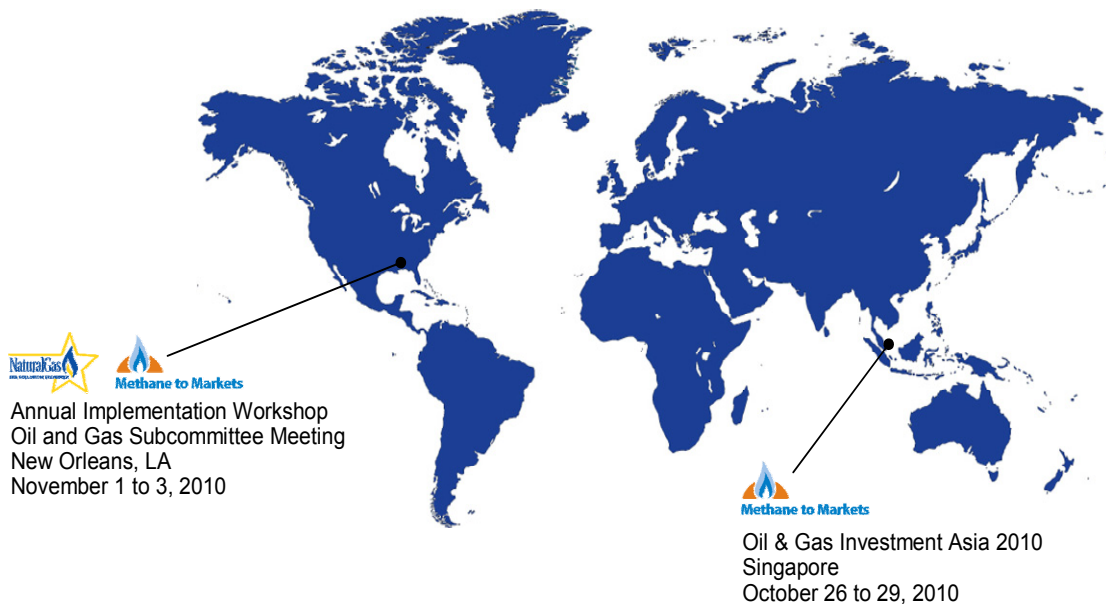 NaturalGas
Methane to Markets
Annual Implementation Workshop
Oil and Gas Subcommittee Meeting
New Orleans, LA
November 1 to 3, 2010
Methane to Markets
Oil & Gas Investment Asia 2010
Singapore
October 26 to 29, 2010